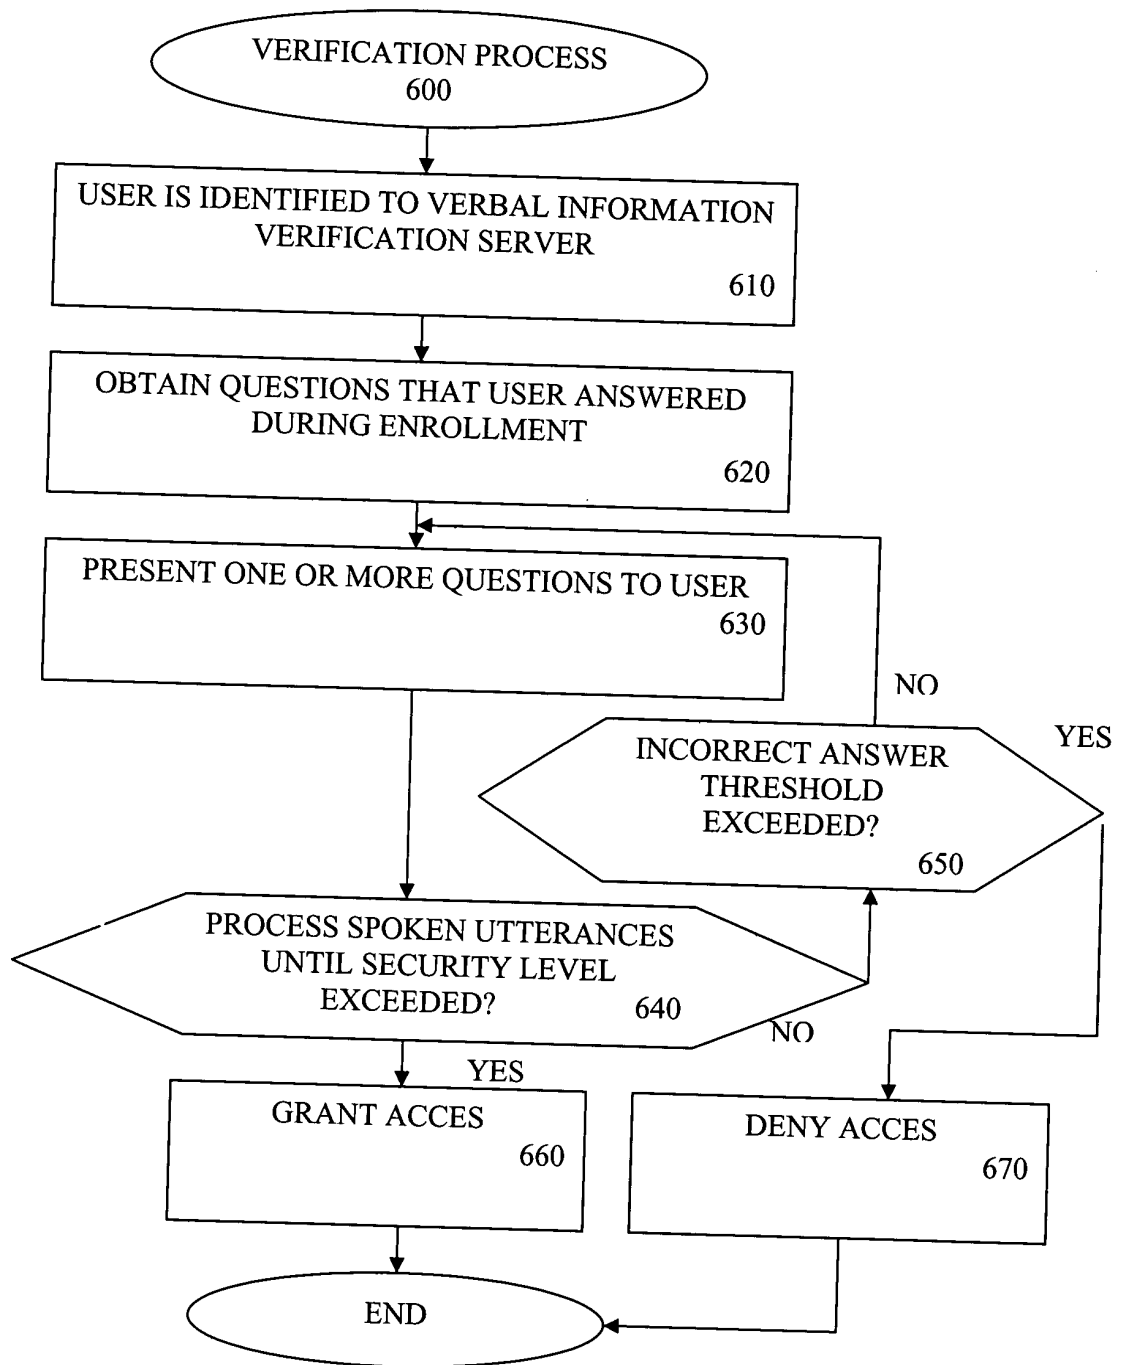 VERIFICATION PROCESS
600
USER IS IDENTIFIED TO VERBAL INFORMATION
VERIFICATION SERVER
610
OBTAIN QUESTIONS THAT USER ANSWERED
DURING ENROLLMENT
620
PRESENT ONE OR MORE QUESTIONS TO USER
630
NO
YES
INCORRECT ANSWER
THRESHOLD
EXCEEDED?
650
PROCESS SPOKEN UTTERANCES
UNTIL SECURITY LEVEL
EXCEEDED?
640
NO
YES
GRANT ACCES
660
DENY ACCES
670
END